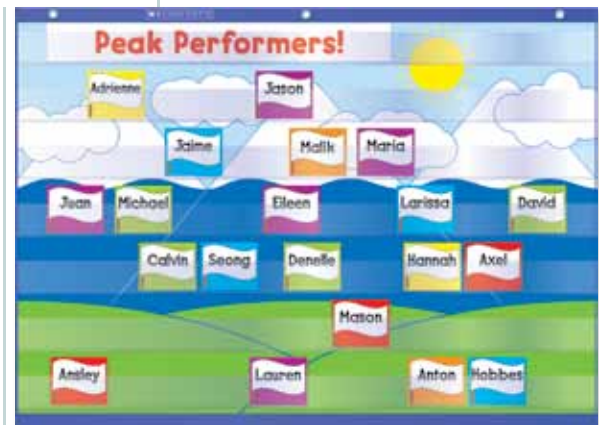 Peak Performers!
Adrienne Jason
Jaime Malik Maria
Juan Michael Eileen Larissa David
Calvin Seong Denelle Hannah Axel
Mason
Ansley Lauren Anton Hobbes